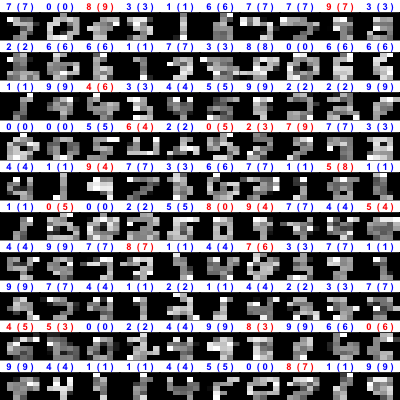 7 (7) 0 (0) 8 (9) 3 (3) 1 (1) 6 (6) 7 (7) 7 (7) 9 (7) 3 (3)
2 (2) 6 (6) 6 (6) 1 (1) 7 (7) 3 (3) 8 (8) 0 (0) 6 (6) 6 (6)
1 (1) 9 (9) 4 (6) 3 (3) 4 (4) 5 (5) 9 (9) 2 (2) 2 (2) 9 (9)
0 (0) 0 (0) 5 (5) 6 (4) 2 (2) 0 (5) 2 (3) 7 (9) 7 (7) 3 (3)
4 (4) 1 (1) 9 (4) 7 (7) 3 (3) 6 (6) 7 (7) 1 (1) 5 (8) 1 (1)
1 (1) 0 (5) 0 (0) 2 (2) 5 (5) 8 (0) 9 (4) 7 (7) 4 (4) 5 (4)
4 (4) 9 (9) 7 (7) 8 (7) 1 (1) 4 (4) 7 (6) 3 (3) 7 (7) 1 (1)
9 (9) 7 (7) 4 (4) 1 (1) 2 (2) 1 (1) 4 (4) 2 (2) 3 (3) 7 (7)
4 (5) 5 (3) 0 (0) 2 (2) 4 (4) 9 (9) 8 (3) 9 (9) 6 (6) 0 (6)
9 (9) 4 (4) 1 (1) 1 (1) 4 (4) 5 (5) 0 (0) 8 (7) 1 (1) 9 (9)